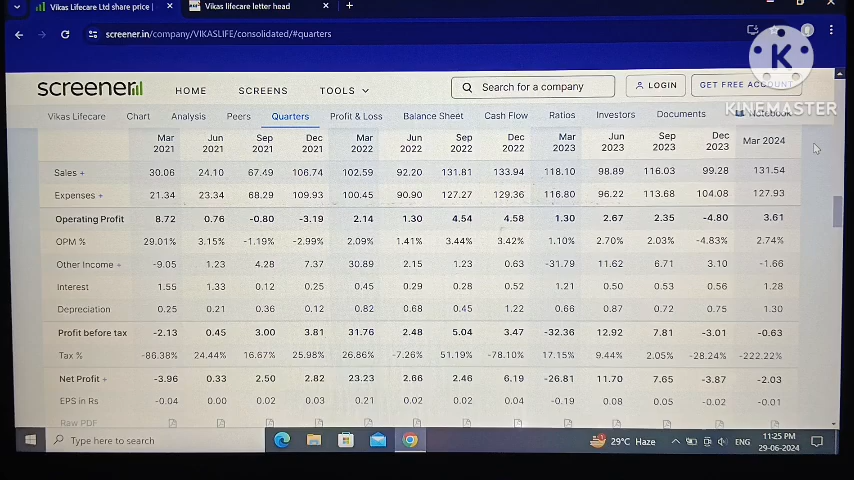 Vikas Lifecare Ltd share price |
Vikas lifecare letter head
screener.in/company/VIKASLIFE/consolidated/#quarters
screener HOME SCREENS TOOLS Search for a company LOGIN GET FREE ACCOUNT
K
KINEMASTER
Vikas Lifecare Chart Analysis Peers Quarters Profit & Loss Balance Sheet Cash Flow Ratios Investors Documents Notebook
Mar 2021 Jun 2021 Sep 2021 Dec 2021 Mar 2022 Jun 2022 Sep 2022 Dec 2022 Mar 2023 Jun 2023 Sep 2023 Dec 2023 Mar 2024
Sales + 30.06 24.10 67.49 106.74 102.59 92.20 131.81 133.94 118.10 98.89 116.03 99.28 131.54
Expenses + 21.34 23.34 68.29 109.93 100.45 90.90 127.27 129.36 116.80 96.22 113.68 104.08 127.93
Operating Profit 8.72 0.76 -0.80 -3.19 2.14 1.30 4.54 4.58 1.30 2.67 2.35 -4.80 3.61
OPM % 29.01% 3.15% -1.19% -2.99% 2.09% 1.41% 3.44% 3.42% 1.10% 2.70% 2.03% -4.83% 2.74%
Other Income + -9.05 1.23 4.28 7.37 30.89 2.15 1.23 0.63 -31.79 11.62 6.71 3.10 -1.66
Interest 1.55 1.33 0.12 0.25 0.45 0.29 0.28 0.52 1.21 0.50 0.53 0.56 1.28
Depreciation 0.25 0.21 0.36 0.12 0.82 0.68 0.45 1.22 0.66 0.87 0.72 0.75 1.30
Profit before tax -2.13 0.45 3.00 3.81 31.76 2.48 5.04 3.47 -32.36 12.92 7.81 -3.01 -0.63
Tax % -86.38% 24.44% 16.67% 25.98% 26.86% -7.26% 51.19% -78.10% 17.15% 9.44% 2.05% -28.24% -222.22%
Net Profit + -3.96 0.33 2.50 2.82 23.23 2.66 2.46 6.19 -26.81 11.70 7.65 -3.87 -2.03
EPS in Rs -0.04 0.00 0.02 0.03 0.21 0.02 0.02 0.04 -0.19 0.08 0.05 -0.02 -0.01
Raw PDF
Type here to search 29°C Haze ENG 11:25 PM
29-06-2024